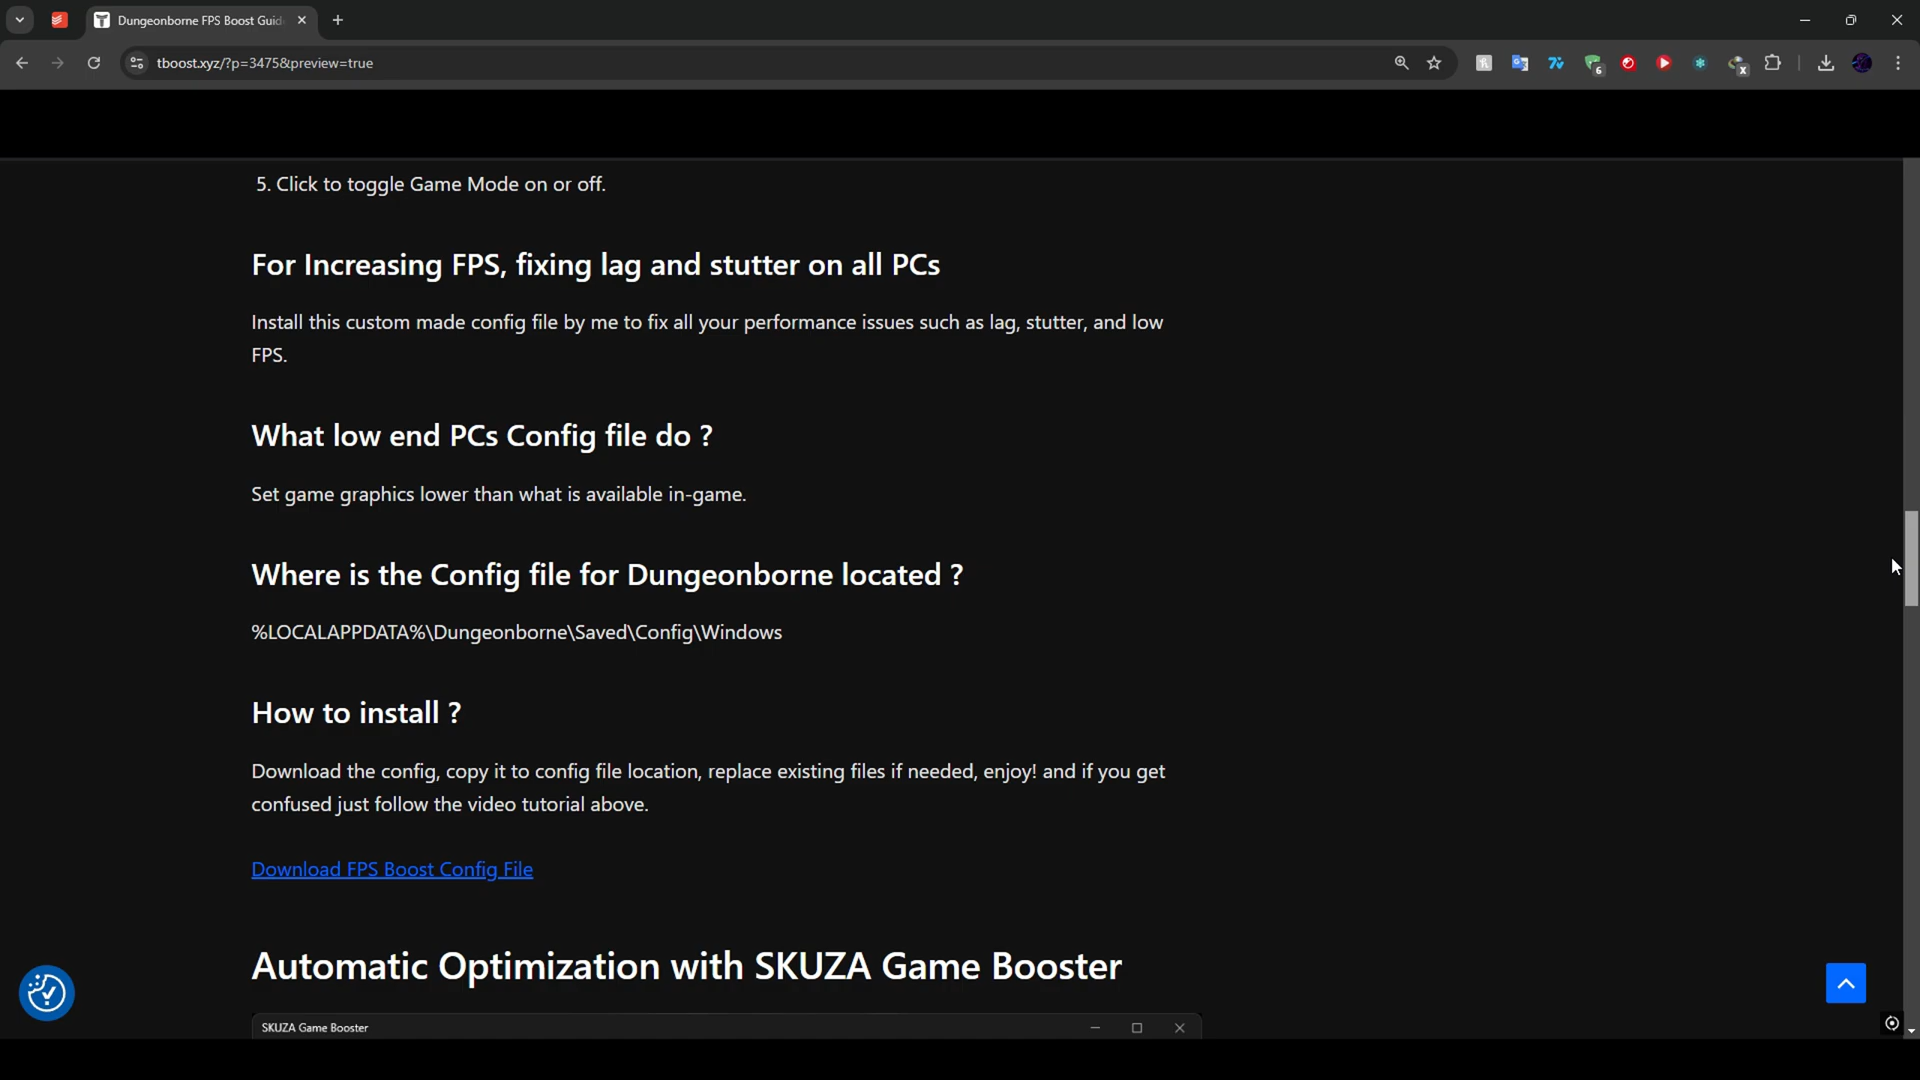 Dungeonborne FPS Boost Guid
tboost.xyz/?p=3475&preview=true
6
x
5. Click to toggle Game Mode on or off.
For Increasing FPS, fixing lag and stutter on all PCs
Install this custom made config file by me to fix all your performance issues such as lag, stutter, and low
FPS.
What low end PCs Config file do ?
Set game graphics lower than what is available in-game.
Where is the Config file for Dungeonborne located ?
%LOCALAPPDATA%\Dungeonborne\Saved\Config\Windows
How to install ?
Download the config, copy it to config file location, replace existing files if needed, enjoy! and if you get
confused just follow the video tutorial above.
Download FPS Boost Config File
Automatic Optimization with SKUZA Game Booster
SKUZA Game Booster